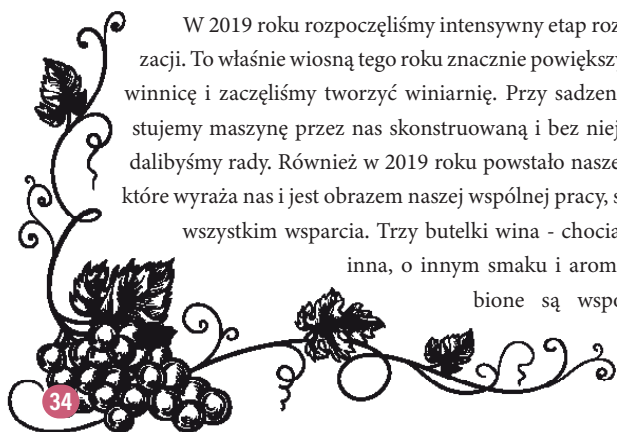 W 2019 roku rozpoczęliśmy intensywny etap roz
zacji. To właśnie wiosną tego roku znacznie powiększy
winnicę i zaczęliśmy tworzyć winiarnię. Przy sadzen
stujemy maszynę przez nas skonstruowaną i bez niej
dalibyśmy rady. Również w 2019 roku powstało nasze
które wyraża nas i jest obrazem naszej wspólnej pracy, s
wszystkim wsparcia. Trzy butelki wina - chocia
inna, o innym smaku i arom
bione są wspó
34